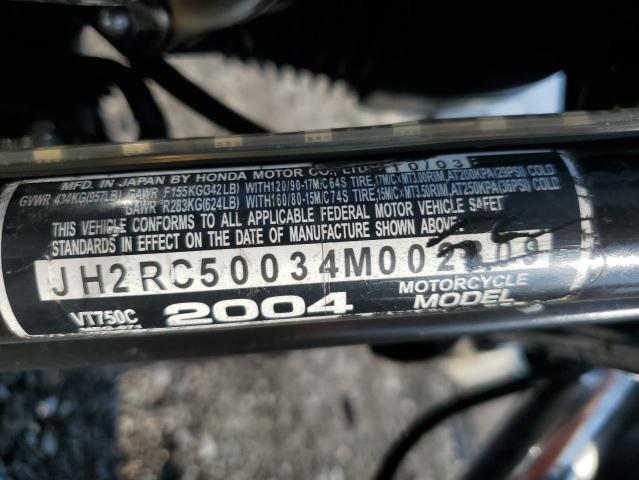 MFD. IN JAPAN BY HONDA MOTOR CO., LTD. 10/03
GVWR 434KG(957LB) GAWR F155KG(342LB) WITH120/90-17M/C 64S TIRE,17M/C×MT3.00RIM,AT200KPA(29PSI) COLD
GAWR R283KG(624LB) WITH160/80-15M/C 74S TIRE,15M/C×MT3.50RIM,AT250KPA(36PSI) COLD
THIS VEHICLE CONFORMS TO ALL APPLICABLE FEDERAL MOTOR VEHICLE SAFETY
STANDARDS IN EFFECT ON THE DATE OF MANUFACTURE SHOWN ABOVE
VT750C 2004 MOTORCYCLE MODEL